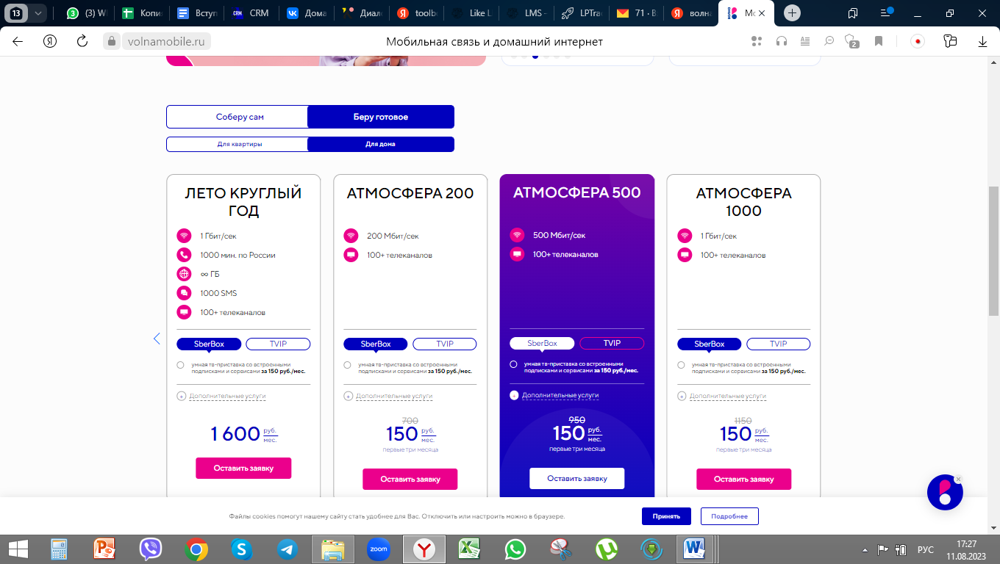 13
(3) W
Копи
Вступ
CRM
CRM
Дома
Диал
toolb
Like L
LMS -
LPTra
71 · В
волн
Мо
volnamobile.ru
Мобильная связь и домашний интернет
2
Соберу сам
Беру готовое
Для квартиры
Для дома
ЛЕТО КРУГЛЫЙ
ГОД
1 Гбит/сек
1000 мин. по России
∞ ГБ
1000 SMS
100+ телеканалов
SberBox
TVIP
умная тв-приставка со встроенными
подписками и сервисами за 150 руб./мес.
Дополнительные услуги
1 600 руб.
мес.
Оставить заявку
АТМОСФЕРА 200
200 Мбит/сек
100+ телеканалов
SberBox
TVIP
умная тв-приставка со встроенными
подписками и сервисами за 150 руб./мес.
Дополнительные услуги
700
150 руб.
мес.
первые три месяца
Оставить заявку
АТМОСФЕРА 500
500 Мбит/сек
100+ телеканалов
SberBox
TVIP
умная тв-приставка со встроенными
подписками и сервисами за 150 руб./мес.
Дополнительные услуги
950
150 руб.
мес.
первые три месяца
Оставить заявку
АТМОСФЕРА
1000
1 Гбит/сек
100+ телеканалов
SberBox
TVIP
умная тв-приставка со встроенными
подписками и сервисами за 150 руб./мес.
Дополнительные услуги
1150
150 руб.
мес.
первые три месяца
Оставить заявку
Файлы cookies помогут нашему сайту стать удобнее для Вас. Отключить или настроить можно в браузере.
Принять
Подробнее
zoom
РУС
17:27
11.08.2023